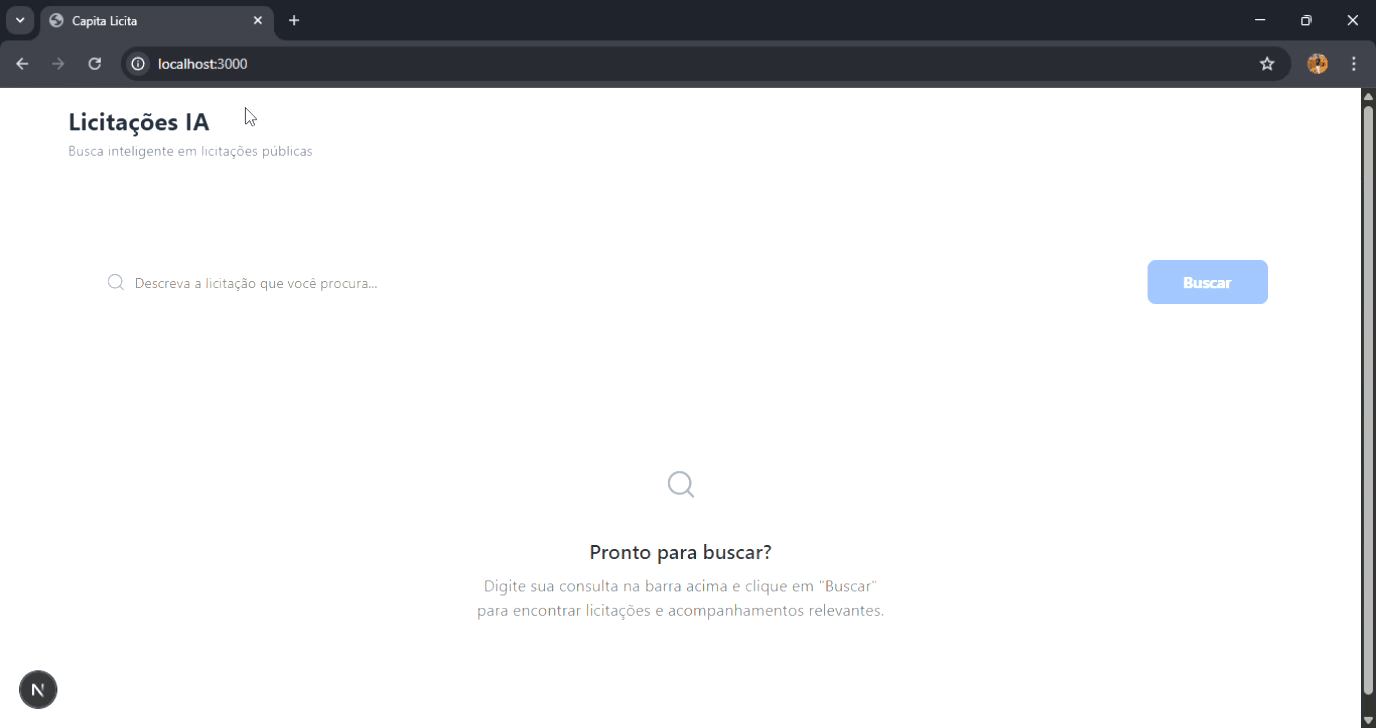 Capita Licita
localhost:3000
Licitações IA
Busca inteligente em licitações públicas
Descreva a licitação que você procura...
Buscar
Pronto para buscar?
Digite sua consulta na barra acima e clique em "Buscar"
para encontrar licitações e acompanhamentos relevantes.
N